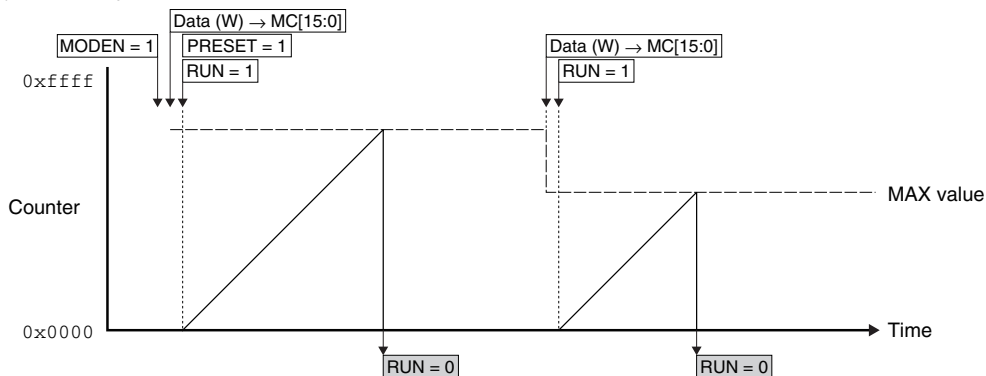 Data (W) → MC[15:0]
MODEN = 1
PRESET = 1
RUN = 1
Data (W) → MC[15:0]
RUN = 1
0xffff
Counter
MAX value
0x0000
Time
RUN = 0
RUN = 0